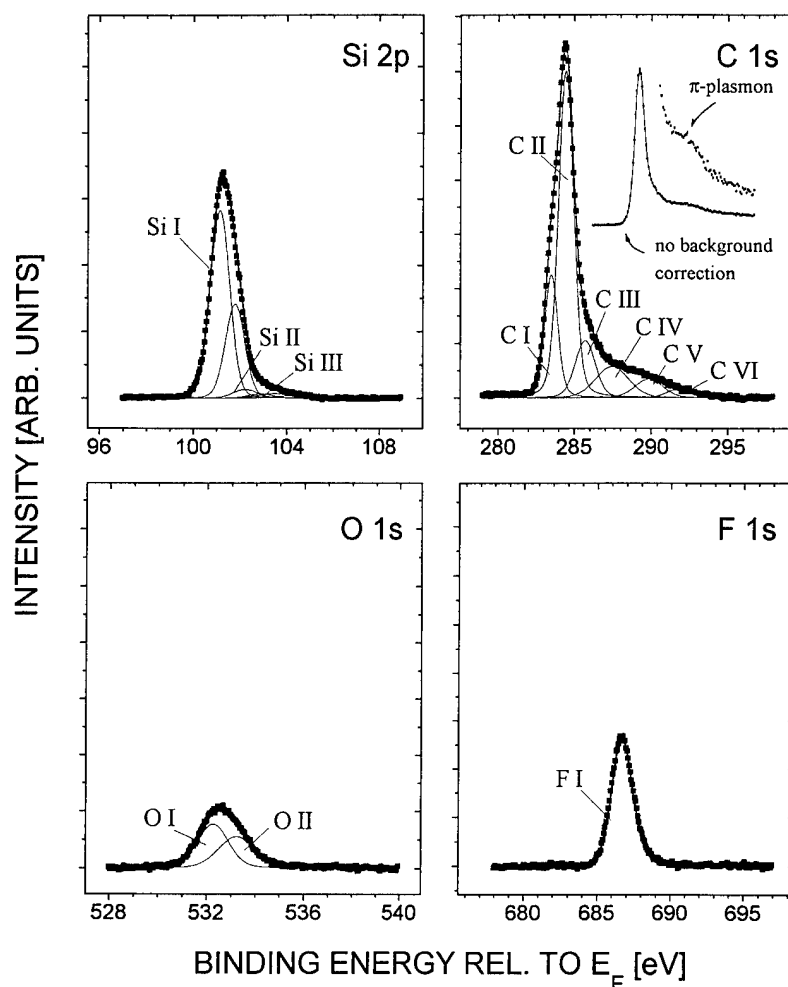 INTENSITY [ARB. UNITS]
Si 2p
Si I
Si II
Si III
96 100 104 108
C 1s
π-plasmon
no background
correction
C I
C II
C III
C IV
C V
C VI
280 285 290 295
O 1s
O I
O II
528 532 536 540
F 1s
F I
680 685 690 695
BINDING ENERGY REL. TO E_F [eV]